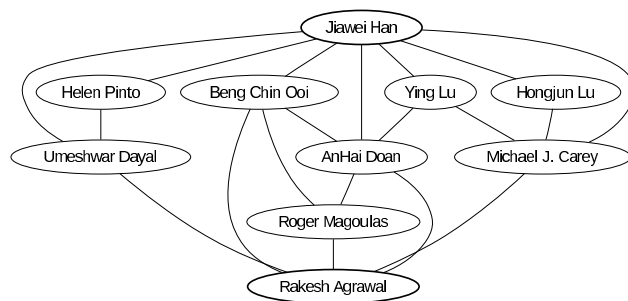 Jiawei Han
Helen Pinto
Beng Chin Ooi
Ying Lu
Hongjun Lu
Umeshwar Dayal
AnHai Doan
Michael J. Carey
Roger Magoulas
Rakesh Agrawal